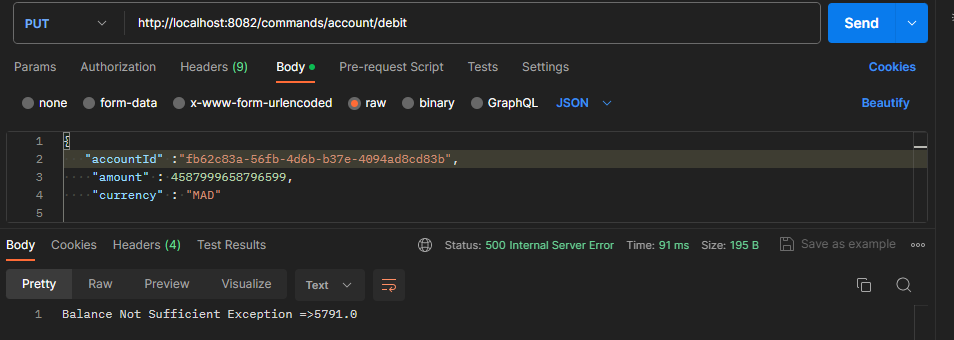 PUT http://localhost:8082/commands/account/debit Send
Params Authorization Headers (9) Body Pre-request Script Tests Settings Cookies
none form-data x-www-form-urlencoded raw binary GraphQL JSON Beautify
1 {
2 "accountId" :"fb62c83a-56fb-4d6b-b37e-4094ad8cd83b",
3 "amount" : 4587999658796599,
4 "currency" : "MAD"
5
Body Cookies Headers (4) Test Results Status: 500 Internal Server Error Time: 91 ms Size: 195 B Save as example
Pretty Raw Preview Visualize Text
1 Balance Not Sufficient Exception =>5791.0